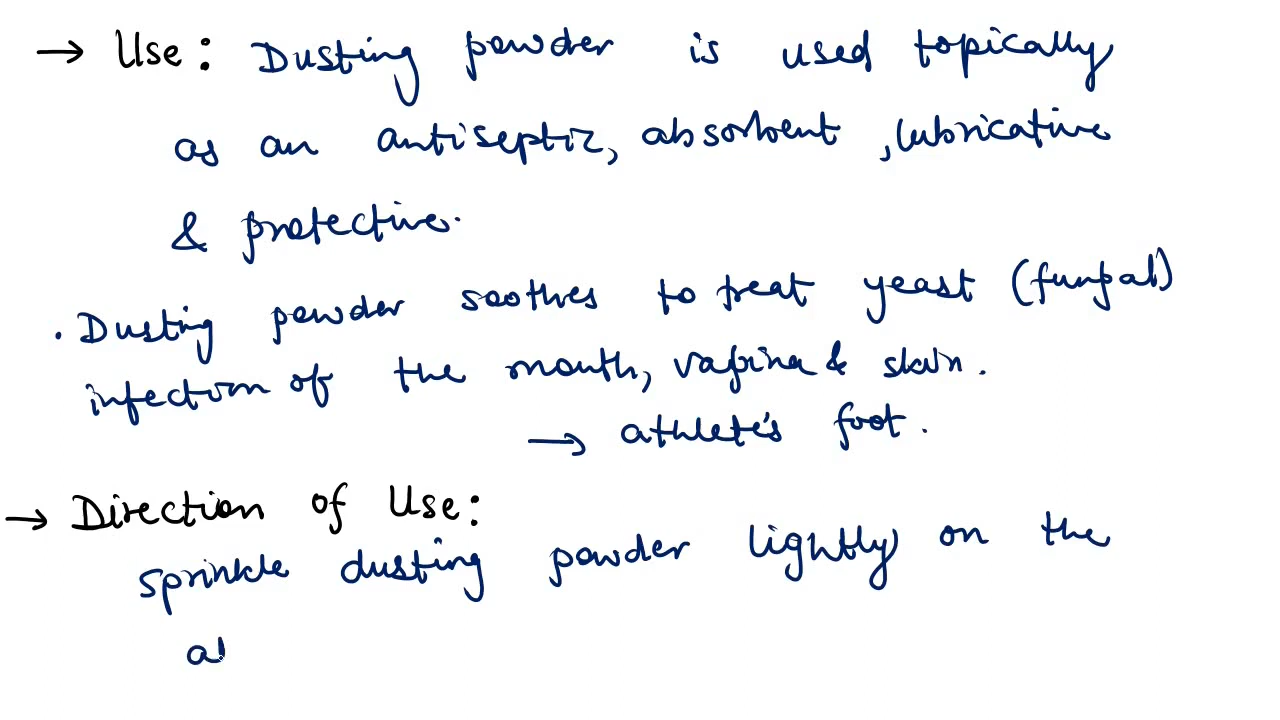 → Use: Dusting powder is used topically
as an antiseptic, absorbent, lubricative
& protective.
. Dusting powder soothes to treat yeast (fungal)
infection of the mouth, vagina & skin.
→ athlete's foot.
→ Direction of Use:
sprinkle dusting powder lightly on the